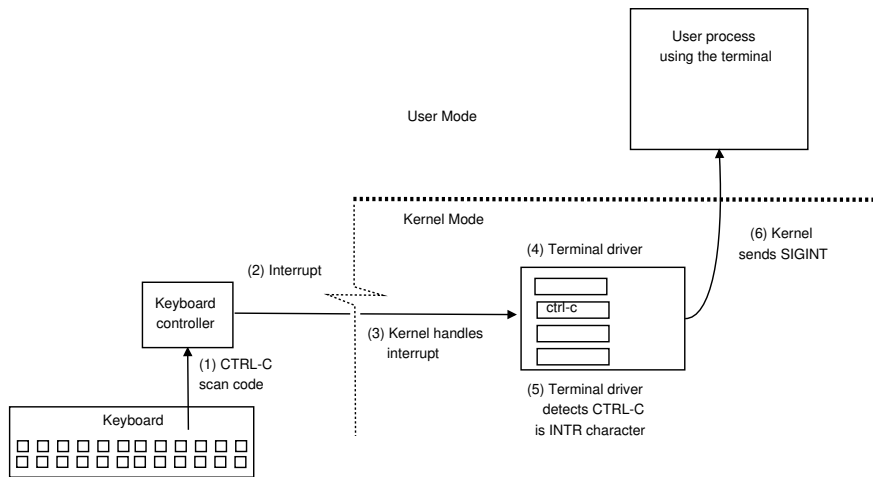 User process
using the terminal
User Mode
Kernel Mode
(6) Kernel
sends SIGINT
(4) Terminal driver
(2) Interrupt
ctrl-c
Keyboard
controller
(3) Kernel handles
interrupt
(1) CTRL-C
scan code
(5) Terminal driver
detects CTRL-C
is INTR character
Keyboard